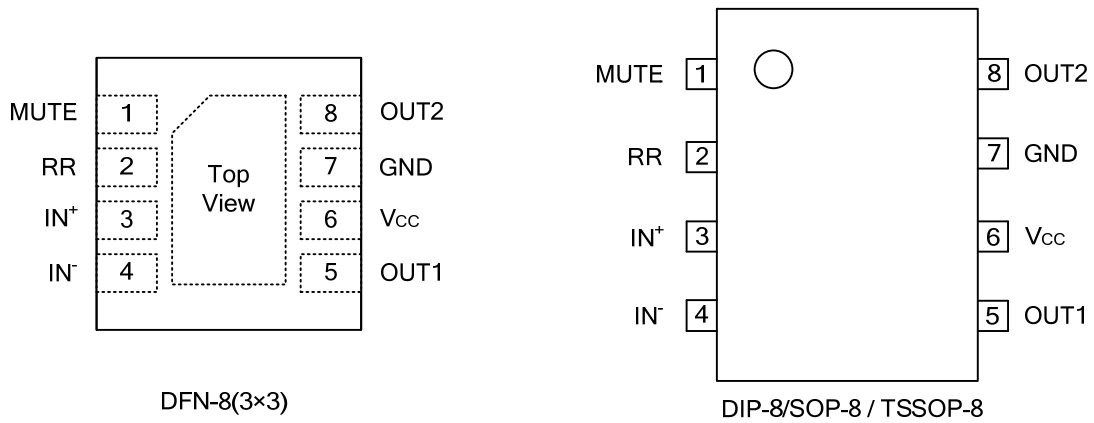 MUTE 1 8 OUT2
RR 2 7 GND
IN+ 3 6 VCC
IN- 4 5 OUT1
Top
View
DFN-8(3×3)
MUTE 1 8 OUT2
RR 2 7 GND
IN+ 3 6 VCC
IN- 4 5 OUT1
DIP-8/SOP-8 / TSSOP-8